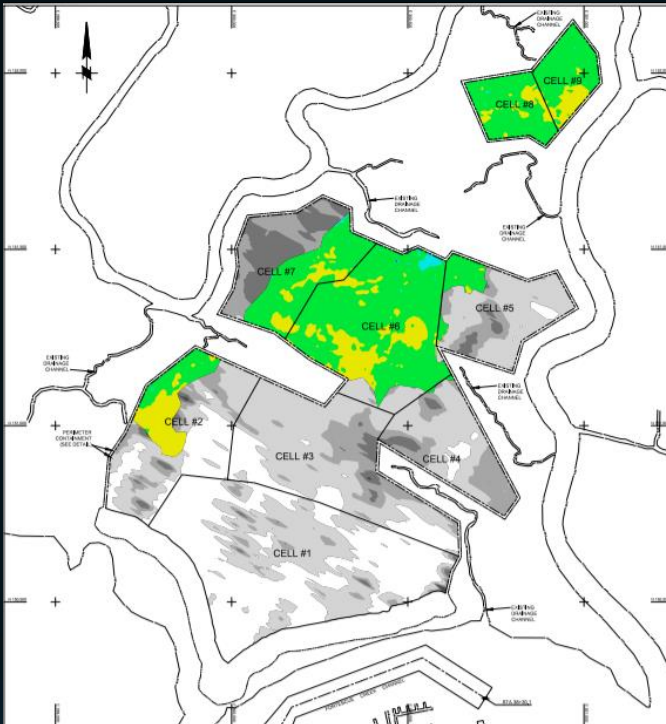 EXISTING
DRAINAGE
CHANNEL
CELL #9
CELL #8
EXISTING
DRAINAGE
CHANNEL
EXISTING
DRAINAGE
CHANNEL
CELL #7
CELL #5
CELL #6
EXISTING
DRAINAGE
CHANNEL
EXISTING
DRAINAGE
CHANNEL
CELL #2
PERIMETER
CONTAINMENT
(SEE DETAIL
CELL #3
CELL #4
CELL #1
EXISTING
DRAINAGE
CHANNEL
CREEK CHANNEL